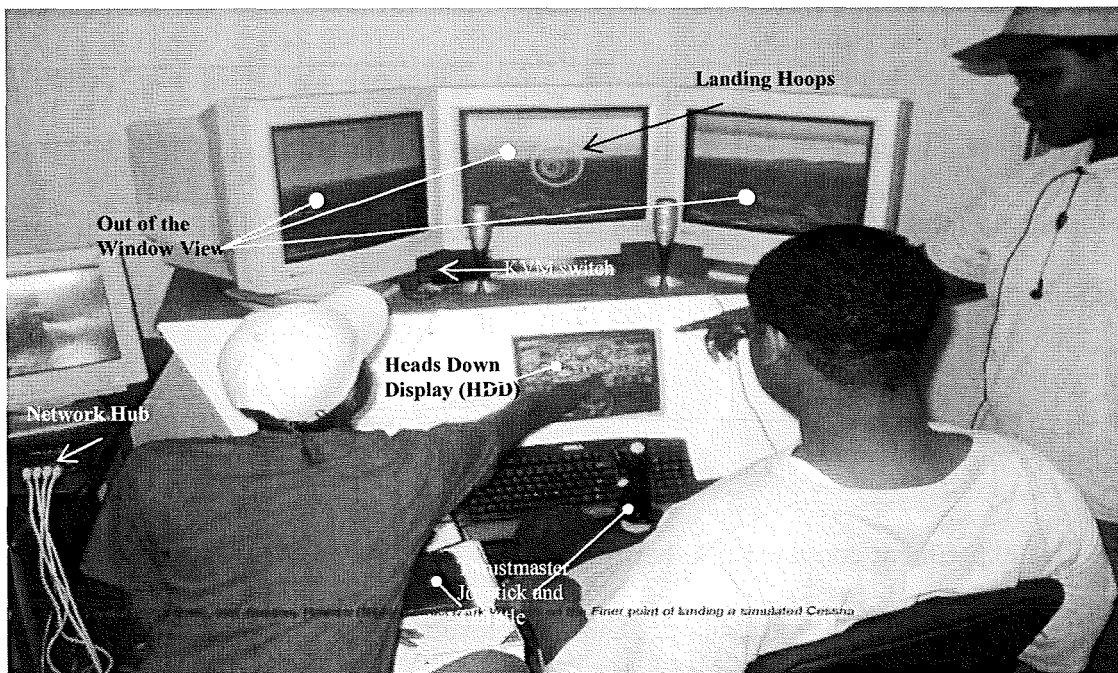 Landing Hoops
Out of the
Window View
KVM switch
Heads Down
Display (HDD)
Network Hub
Thrustmaster
Joystick and
Finer point of landing a simulated Cessna